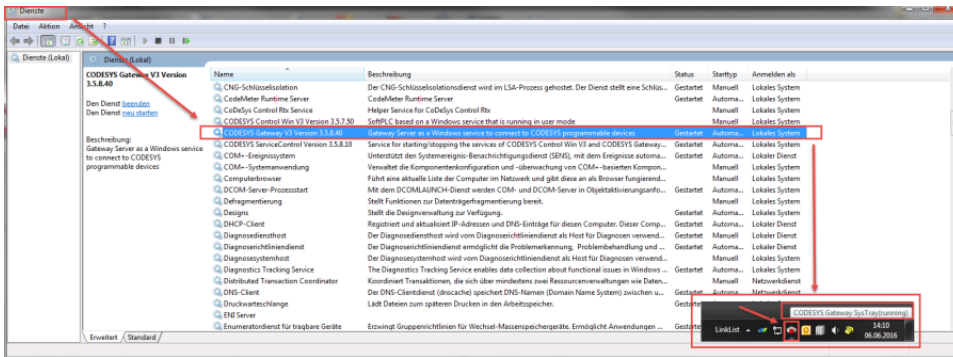 Dienste
Datei Aktion Ansicht ?
Dienste (Lokal)
Dienste (Lokal)
CODESYS Gateway V3 Version 3.5.8.40
Den Dienst beenden
Den Dienst neu starten
Beschreibung:
Gateway Server as a Windows service
to connect to CODESYS
programmable devices
Name Beschreibung Status Starttyp Anmelden als
CNG-Schlüsselisolation Der CNG-Schlüsselisolationsdienst wird im LSA-Prozess gehostet. Der Dienst stellt eine Schlüs... Gestartet Manuell Lokales System
CodeMeter Runtime Server CodeMeter Runtime Server Gestartet Automa... Lokales System
CoDeSys Control Rtx Service Helper Service for CoDeSys Control Rtx Manuell Lokales System
CODESYS Control Win V3 Version 3.5.7.50 SoftPLC based on a Windows service that is running in user mode Manuell Lokales System
CODESYS Gateway V3 Version 3.5.8.40 Gateway Server as a Windows service to connect to CODESYS programmable devices Gestartet Automa... Lokales System
CODESYS ServiceControl Version 3.5.8.10 Service for starting/stopping the services of CODESYS Control Win V3 and CODESYS Gateway... Gestartet Automa... Lokales System
COM+-Ereignissystem Unterstützt den Systemereignis-Benachrichtigungsdienst (SENS), mit dem Ereignisse automa... Gestartet Automa... Lokaler Dienst
COM+-Systemanwendung Verwaltet die Komponentenkonfiguration und -überwachung von COM+-basierten Kompon... Manuell Lokales System
Computerbrowser Führt eine aktuelle Liste der Computer im Netzwerk und gibt diese an als Browser fungierend... Manuell Lokales System
DCOM-Server-Prozessstart Mit dem DCOMLAUNCH-Dienst werden COM- und DCOM-Server in Objektaktivierungsanfo... Gestartet Automa... Lokales System
Defragmentierung Stellt Funktionen zur Datenträgerfragmentierung bereit. Manuell Lokales System
Designs Stellt die Designverwaltung zur Verfügung. Gestartet Automa... Lokales System
DHCP-Client Registriert und aktualisiert IP-Adressen und DNS-Einträge für diesen Computer. Dieser Comp... Gestartet Automa... Lokaler Dienst
Diagnosediensthost Der Diagnosediensthost wird vom Diagnoserichtliniendienst als Host für Diagnosen verwend... Gestartet Manuell Lokaler Dienst
Diagnoserichtliniendienst Der Diagnoserichtliniendienst ermöglicht die Problemerkennung, Problembehandlung und ... Gestartet Automa... Lokaler Dienst
Diagnosesystemhost Der Diagnosesystemhost wird vom Diagnoserichtliniendienst als Host für Diagnosen verwend... Manuell Lokales System
Diagnostics Tracking Service The Diagnostics Tracking Service enables data collection about functional issues in Windows ... Gestartet Automa... Lokales System
Distributed Transaction Coordinator Koordiniert Transaktionen, die sich über mindestens zwei Ressourcenverwaltungen wie Daten... Manuell Netzwerkdienst
DNS-Client Der DNS-Clientdienst (dnscache) speichert DNS-Namen (Domain Name System) zwischen u... Gestartet Automa... Netzwerkdienst
Druckwarteschlange Lädt Dateien zum späteren Drucken in den Arbeitsspeicher. Gestartet
ENI Server
Enumeratordienst für tragbare Geräte Erzwingt Gruppenrichtlinien für Wechsel-Massenspeichergeräte. Ermöglicht Anwendungen ... Gestartet
CODESYS Gateway SysTray(running)
LinkList
14:10
06.06.2016
Erweitert Standard